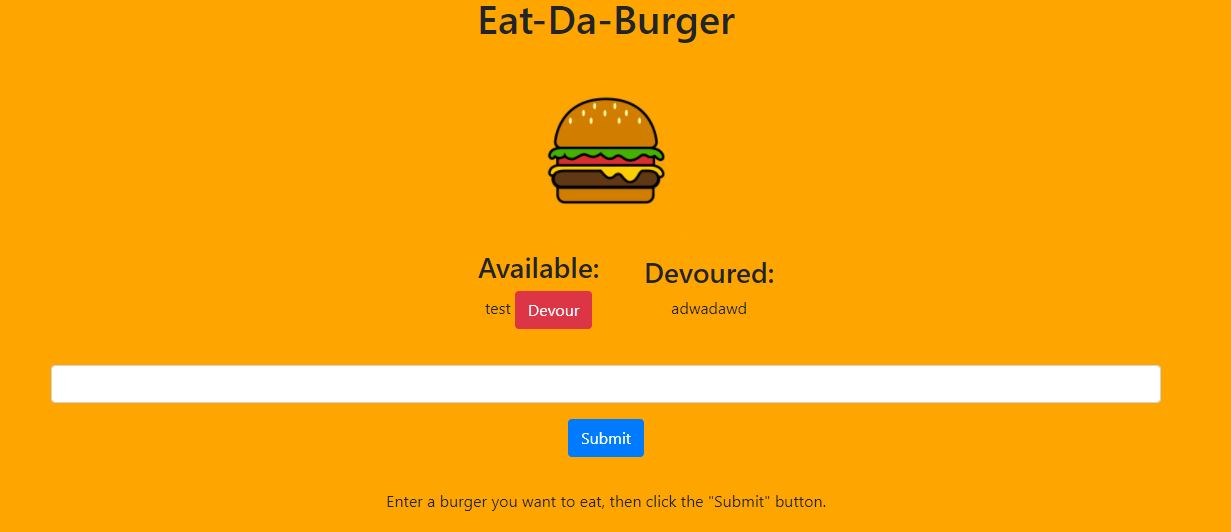 Eat-Da-Burger
Available:
test Devour
Devoured:
adwadawd
Submit
Enter a burger you want to eat, then click the "Submit" button.